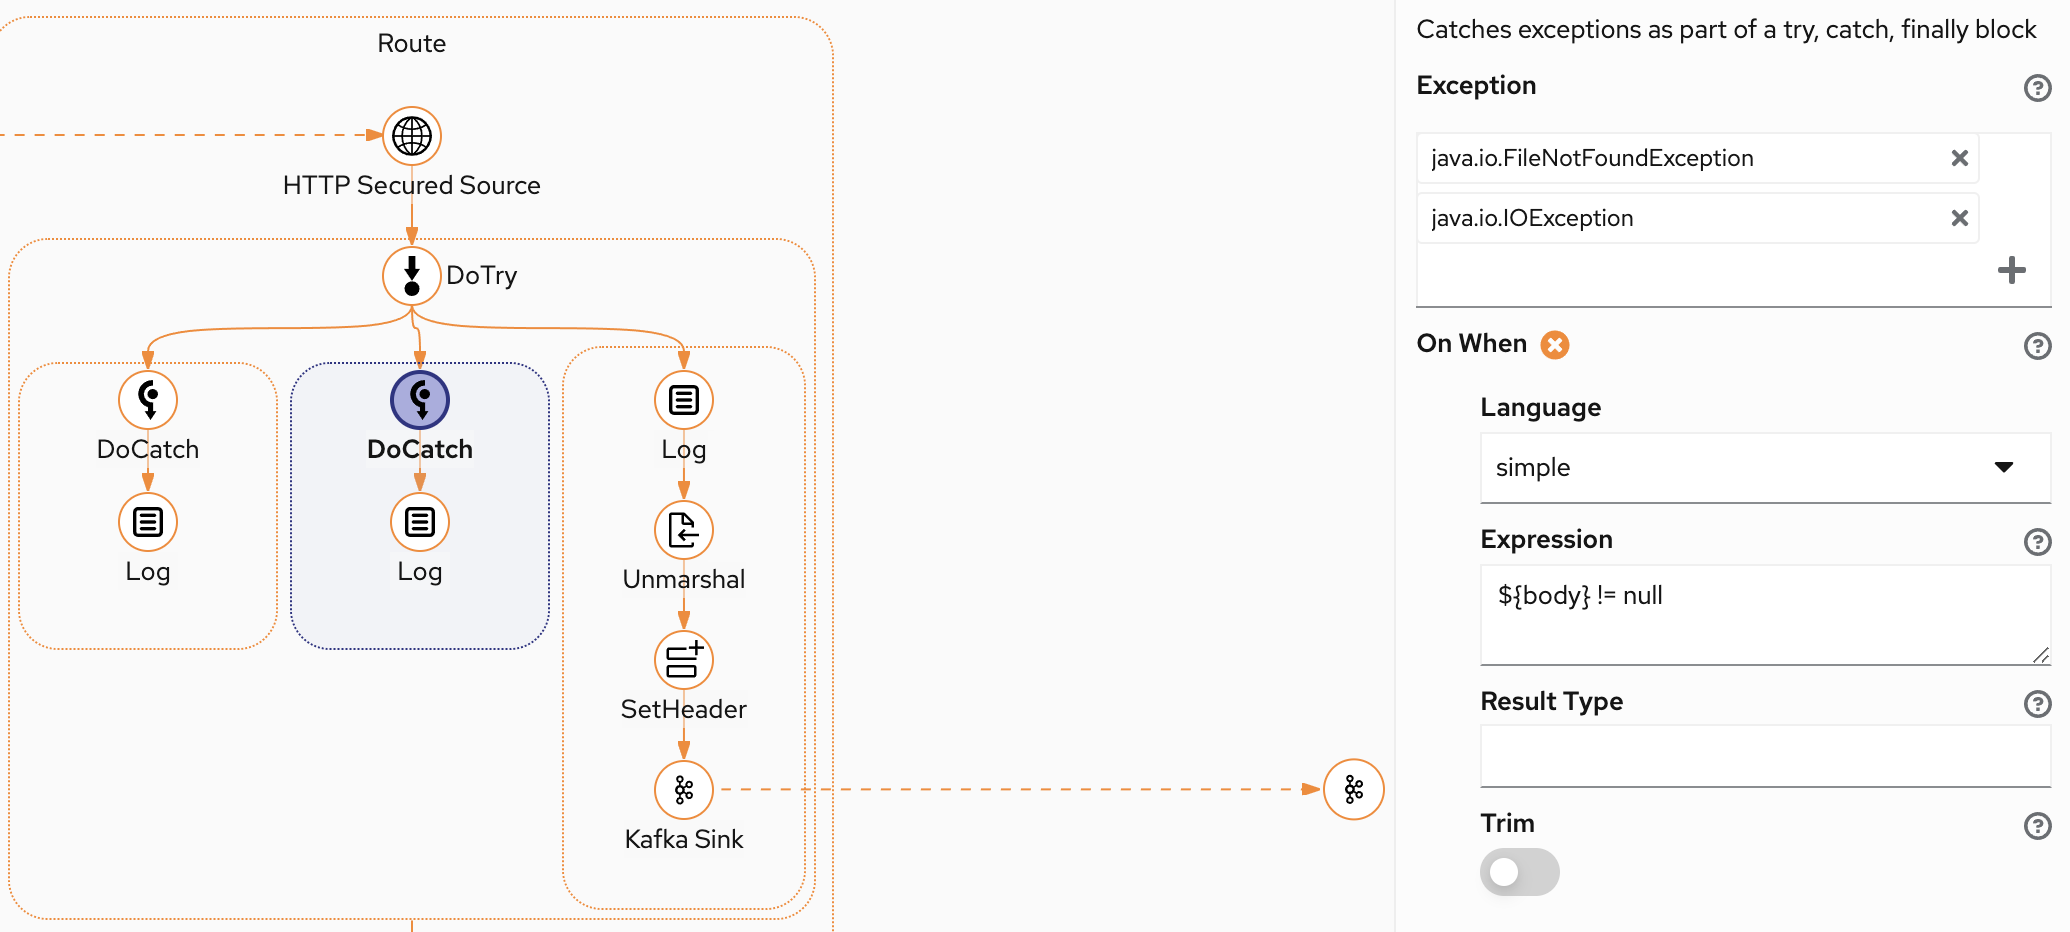 Route
HTTP Secured Source
DoTry
DoCatch
DoCatch
Log
Log
Log
Unmarshal
SetHeader
Kafka Sink
Catches exceptions as part of a try, catch, finally block
Exception
java.io.FileNotFoundException
java.io.IOException
On When
Language
simple
Expression
${body} != null
Result Type
Trim